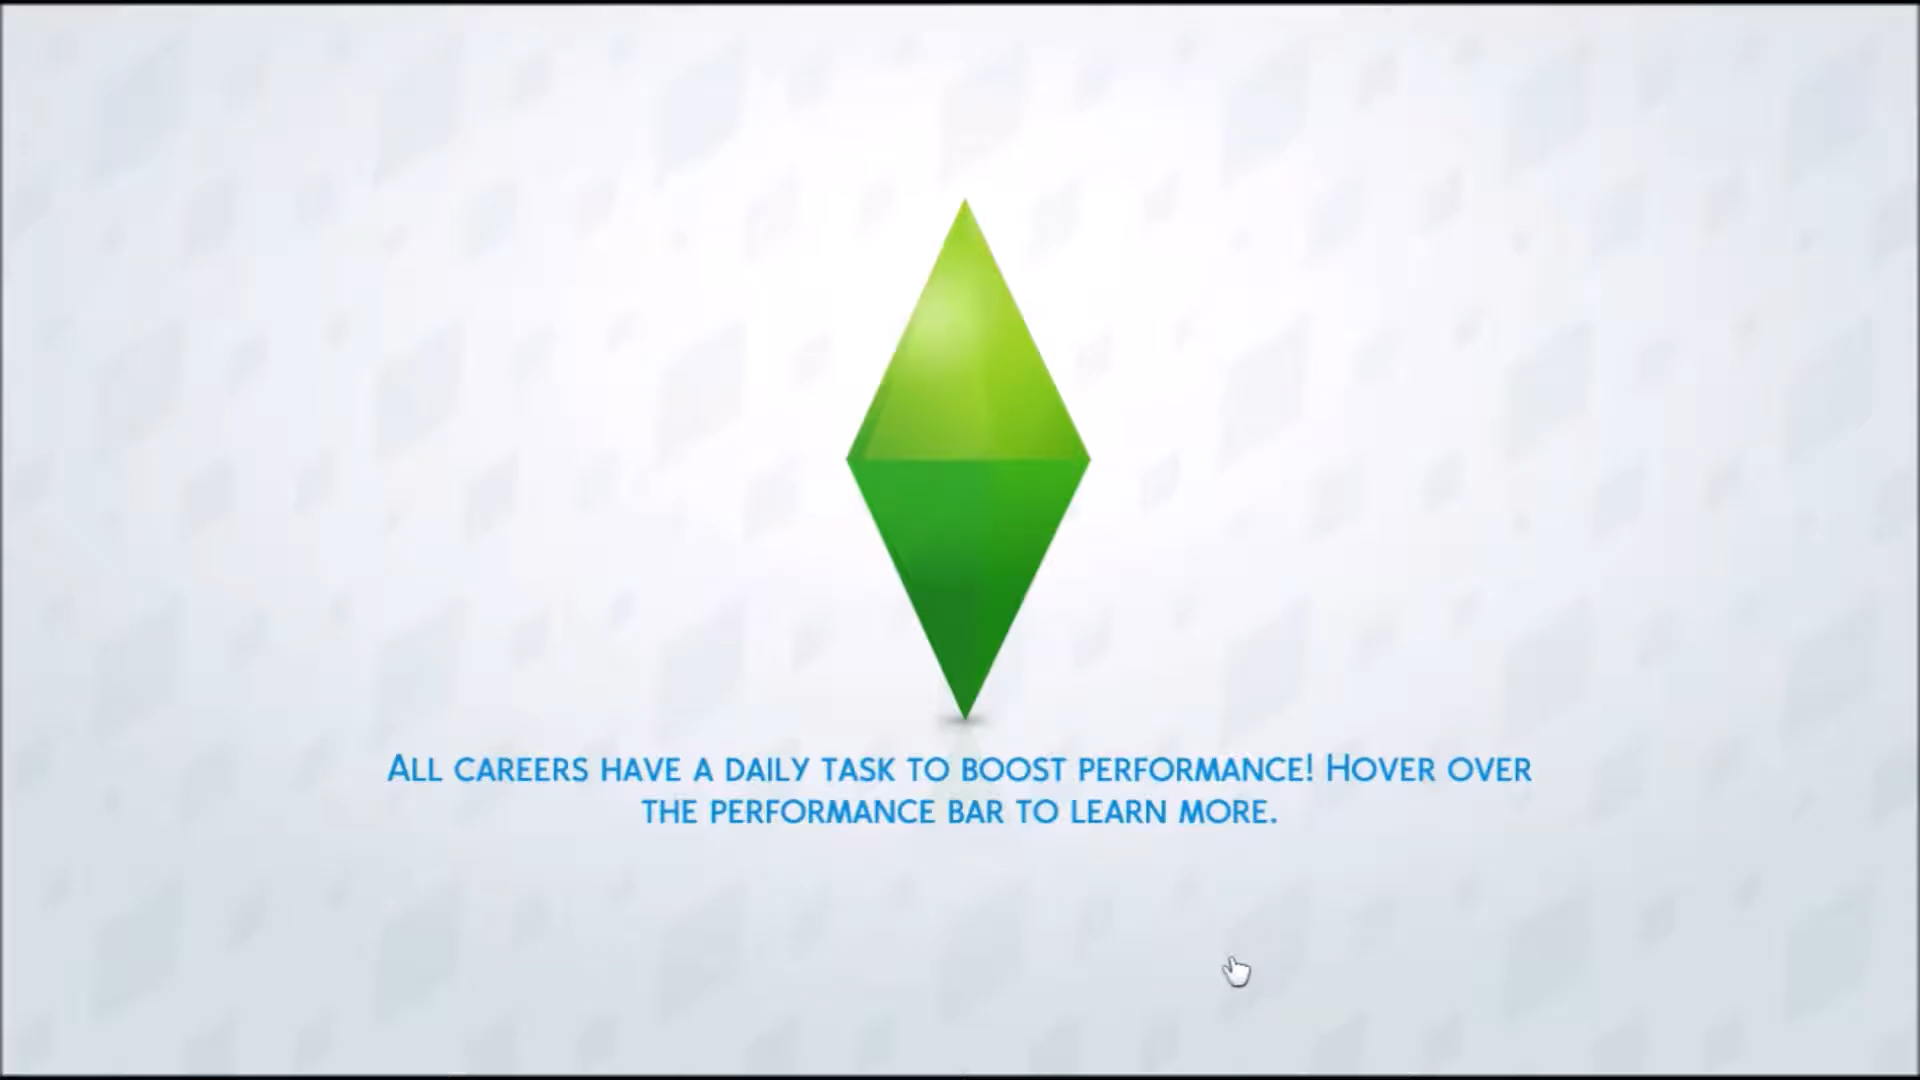 All careers have a daily task to boost performance! Hover over
the performance bar to learn more.